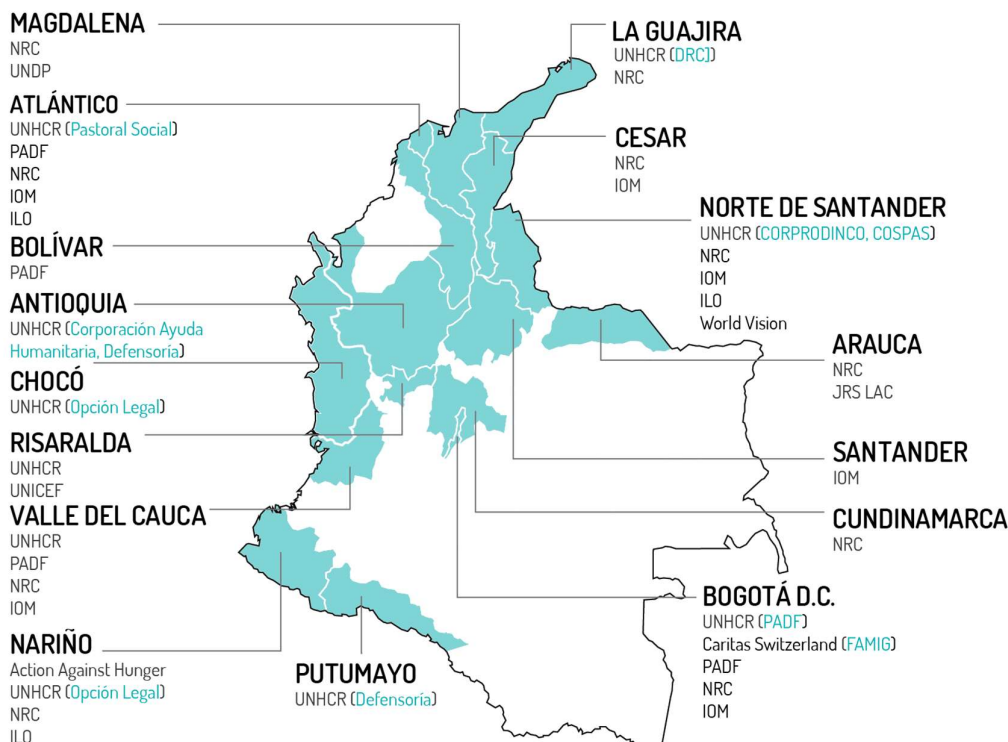 MAGDALENA
NRC
UNDP
ATLÁNTICO
UNHCR (Pastoral Social)
PADF
NRC
IOM
ILO
BOLÍVAR
PADF
ANTIOQUIA
UNHCR (Corporación Ayuda
Humanitaria, Defensoría)
CHOCÓ
UNHCR (Opción Legal)
RISARALDA
UNHCR
UNICEF
VALLE DEL CAUCA
UNHCR
PADF
NRC
IOM
NARIÑO
Action Against Hunger
UNHCR (Opción Legal)
NRC
ILO
PUTUMAYO
UNHCR (Defensoría)
LA GUAJIRA
UNHCR (DRC])
NRC
CESAR
NRC
IOM
NORTE DE SANTANDER
UNHCR (CORPRODINCO, COSPAS)
NRC
IOM
ILO
World Vision
ARAUCA
NRC
JRS LAC
SANTANDER
IOM
CUNDINAMARCA
NRC
BOGOTÁ D.C.
UNHCR (PADF)
Caritas Switzerland (FAMIG)
PADF
NRC
IOM